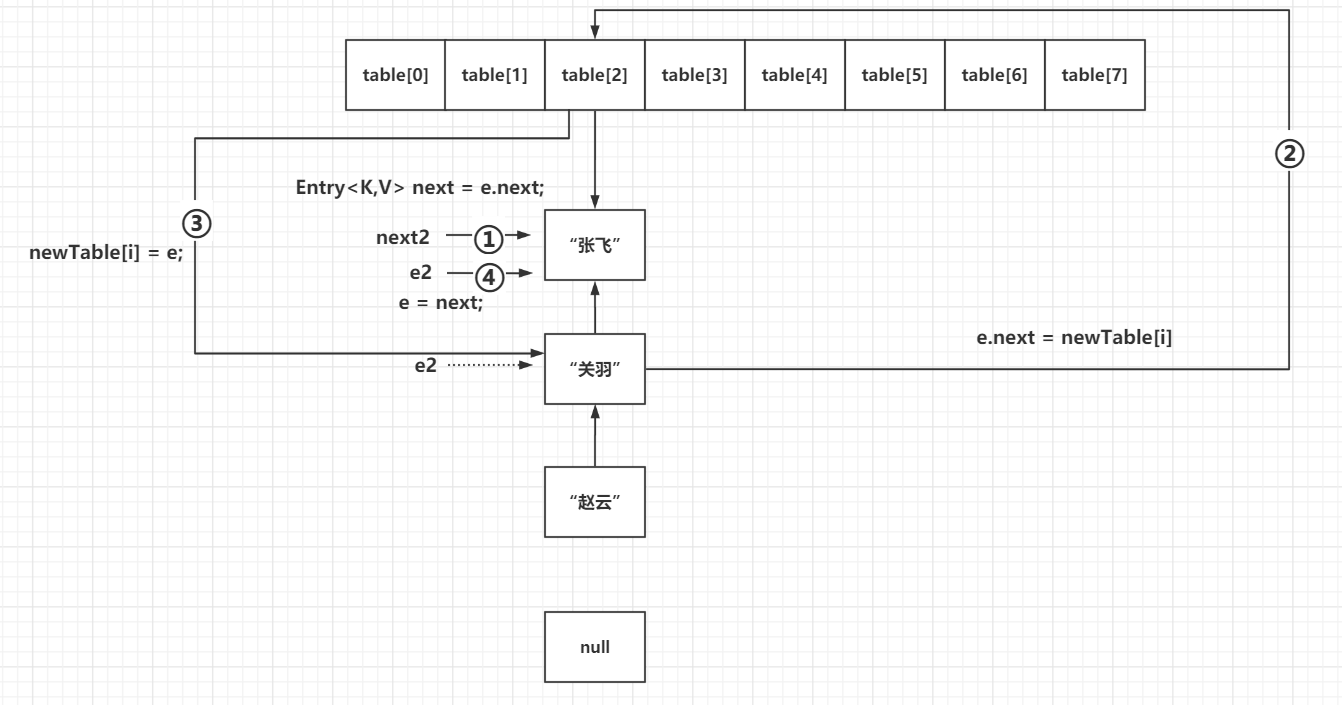 ②
table[0] table[1] table[2] table[3] table[4] table[5] table[6] table[7]
Entry<K,V> next = e.next;
③
newTable[i] = e;
next2 ①
“张飞”
e2 ④
e = next;
e.next = newTable[i]
e2
“关羽”
“赵云”
null